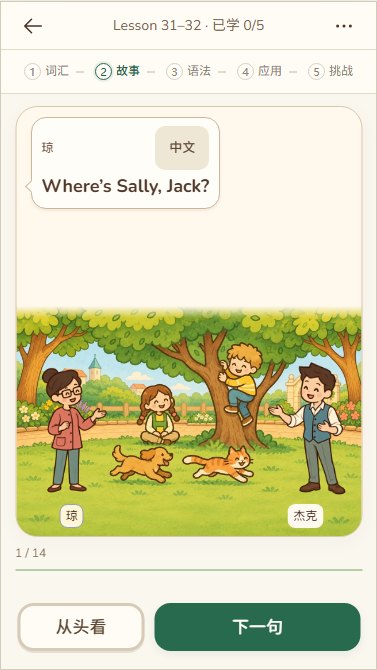 Lesson 31–32 · 已学 0/5
1 词汇 – 2 故事 – 3 语法 – 4 应用 – 5 挑战
琼 中文
Where's Sally, Jack?
琼 杰克
1 / 14
从头看 下一句